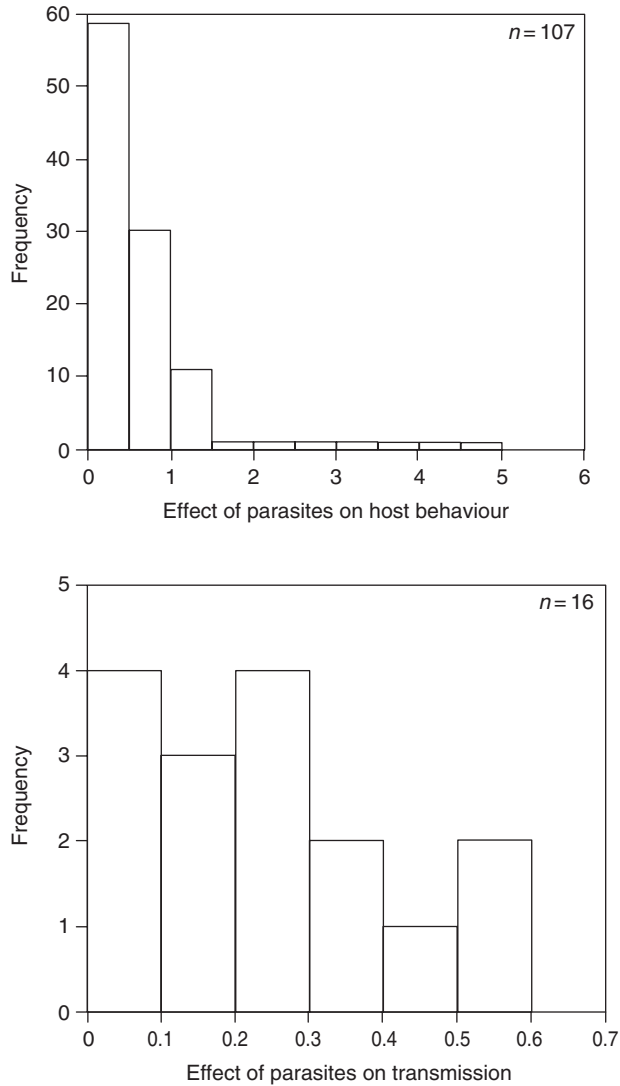 60
n = 107
50
40
30
20
10
0
Frequency
0 1 2 3 4 5 6
Effect of parasites on host behaviour
5
n = 16
4
3
2
1
0
Frequency
0 0.1 0.2 0.3 0.4 0.5 0.6 0.7
Effect of parasites on transmission